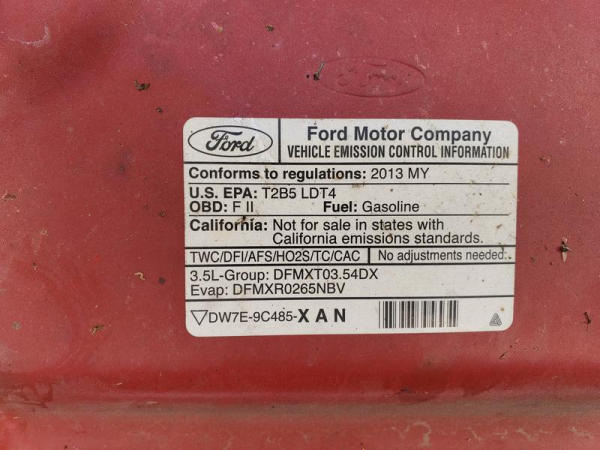 Ford
Ford
Ford Motor Company
VEHICLE EMISSION CONTROL INFORMATION
Conforms to regulations: 2013 MY
U.S. EPA: T2B5 LDT4
OBD: F II Fuel: Gasoline
California: Not for sale in states with
California emissions standards.
TWC/DFI/AFS/HO2S/TC/CAC No adjustments needed.
3.5L-Group: DFMXT03.54DX
Evap: DFMXR0265NBV
DW7E-9C485-XAN